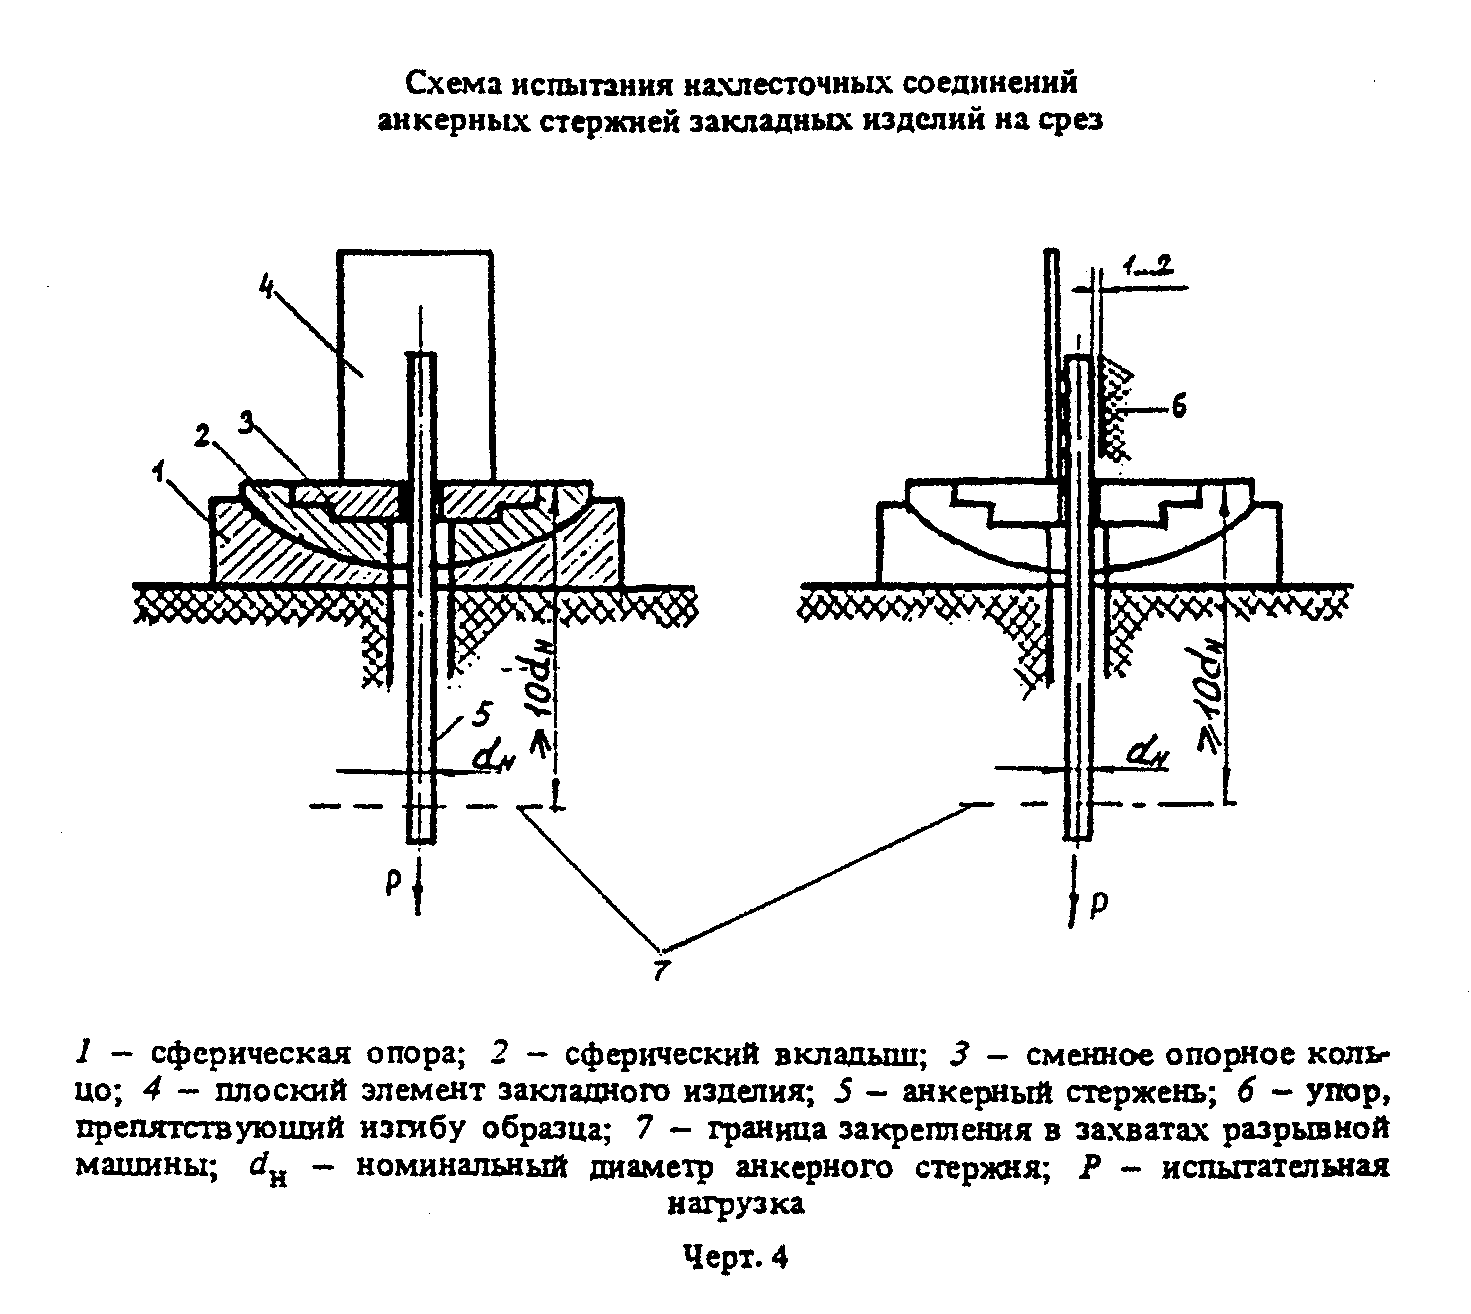 Схема испытания нахлесточных соединений
анкерных стержней закладных изделий на срез
4
3
2
1
5
dн
≥10dн
P
1...2
6
≥10dн
dн
P
7
1 – сферическая опора; 2 – сферический вкладыш; 3 – сменное опорное коль-
цо; 4 – плоский элемент закладного изделия; 5 – анкерный стержень; 6 – упор,
препятствующий изгибу образца; 7 – граница закрепления в захватах разрывной
машины; dн – номинальный диаметр анкерного стержня; P – испытательная
нагрузка
Черт. 4